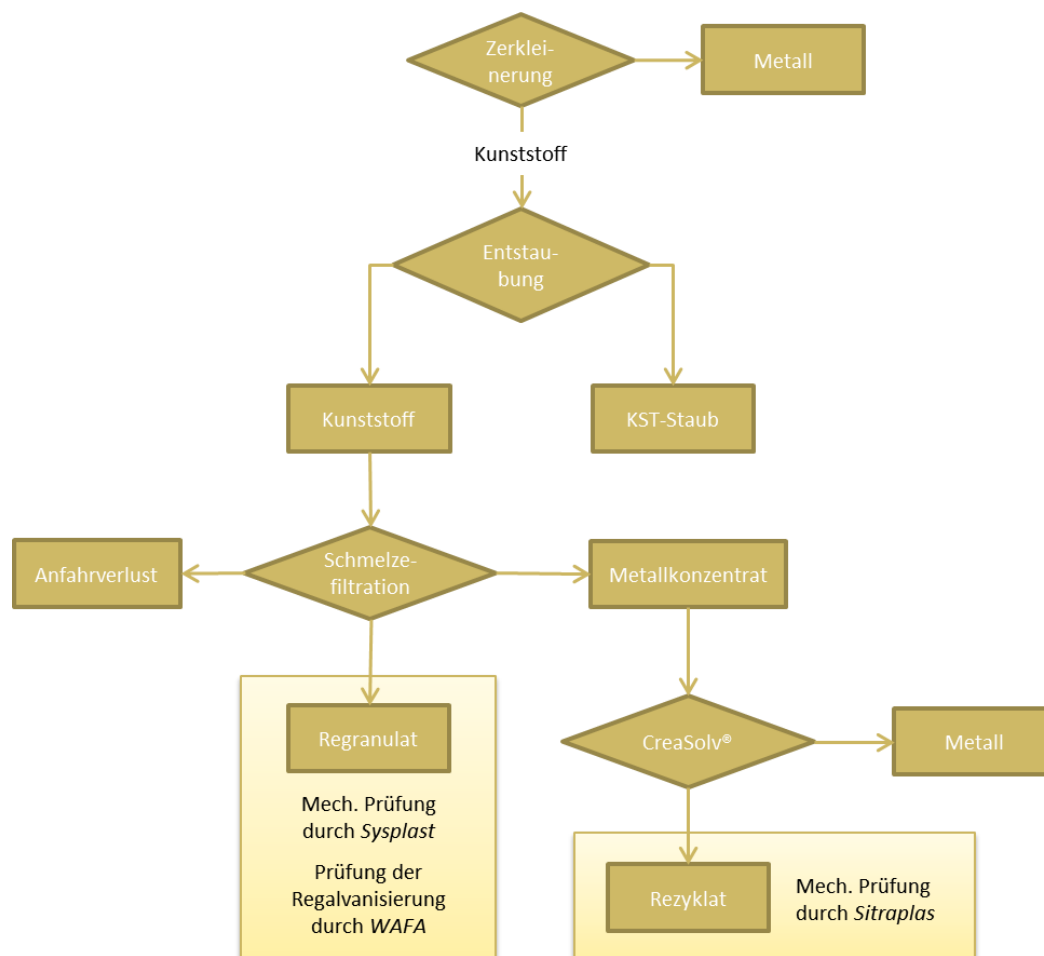 Zerklei-
nerung
Metall
Kunststoff
Entstau-
bung
Kunststoff
KST-Staub
Anfahrverlust
Schmelze-
filtration
Metallkonzentrat
Regranulat
CreaSolv®
Metall
Mech. Prüfung
durch Sysplast
Prüfung der
Regalvanisierung
durch WAFA
Rezyklat
Mech. Prüfung
durch Sitraplas